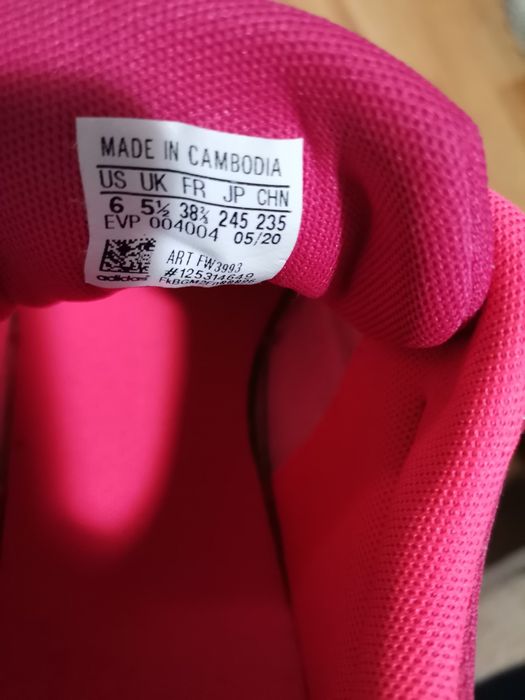 MADE IN CAMBODIA
US UK FR JP CHN
6 5½ 38⅔ 245 235
EVP 004004 05/20
ART FW3993
adidas #125314649